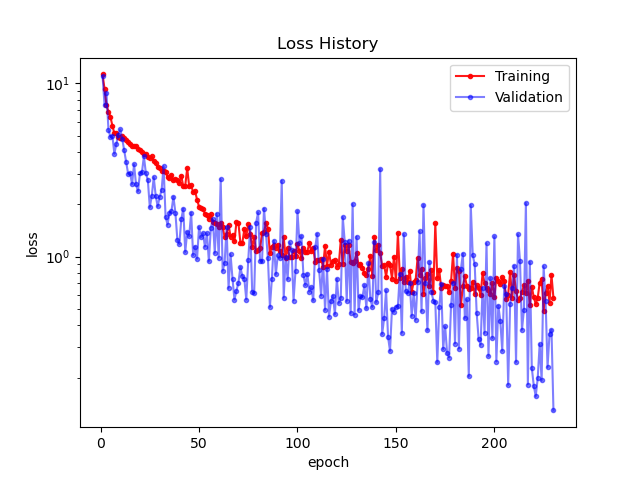 Loss History
Training
Validation
10¹
10⁰
loss
0
50
100
150
200
epoch